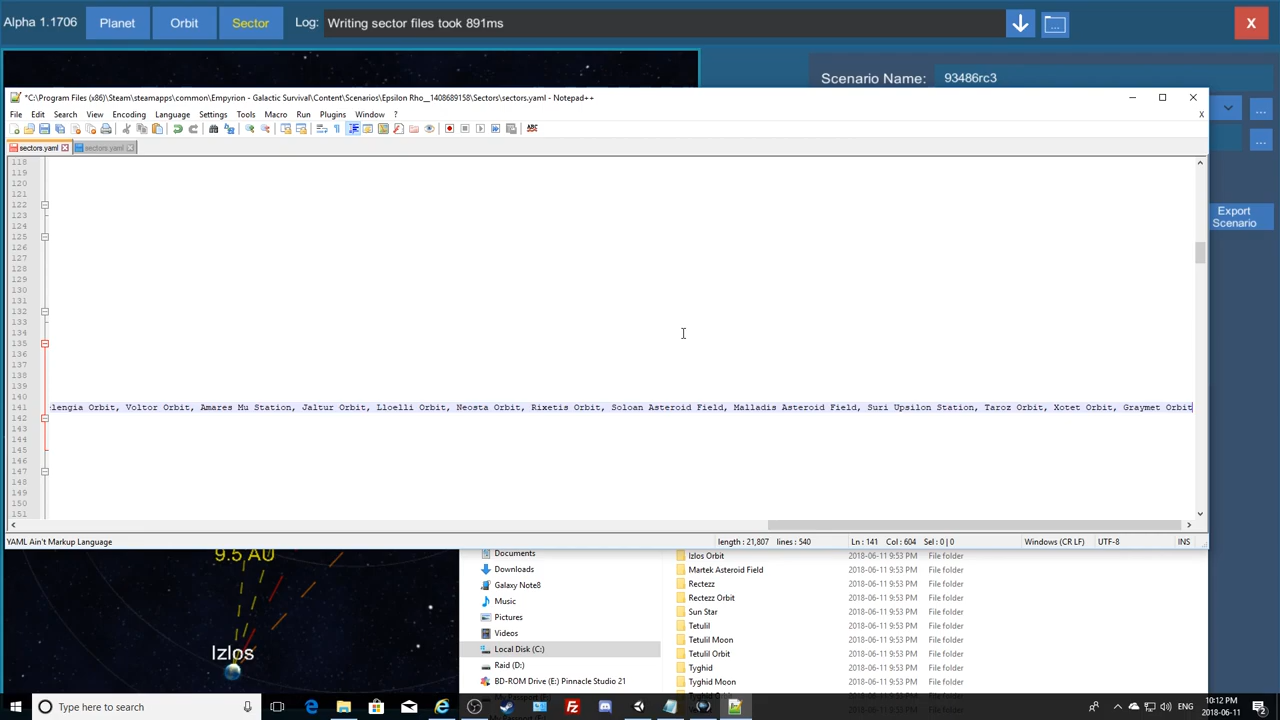 Alpha 1.1706 Planet Orbit Sector Log: Writing sector files took 891ms ... X
Scenario Name: 93486rc3
*C:\Program Files (x86)\Steam\steamapps\common\Empyrion - Galactic Survival\Content\Scenarios\Epsilon Rho__1408689158\Sectors\sectors.yaml - Notepad++
File Edit Search View Encoding Language Settings Tools Macro Run Plugins Window ? X
sectors.yaml sectors.yaml
118
119
120
121
122
123
124
125
126
127
128
129
130
131
132
133
134
135
136
137
138
139
140
141 lengia Orbit, Voltor Orbit, Amares Mu Station, Jaltur Orbit, Lloelli Orbit, Neosta Orbit, Rixetis Orbit, Soloan Asteroid Field, Malladis Asteroid Field, Suri Upsilon Station, Taroz Orbit, Xotet Orbit, Graymet Orbit
142
143
144
145
146
147
148
149
150
151
...
...
Export
Scenario
YAML Ain't Markup Language length : 21,807 lines : 540 Ln : 141 Col : 604 Sel : 0 | 0 Windows (CR LF) UTF-8 INS
9.5 AU
Izlos
Documents
Downloads
Galaxy Note8
Music
Pictures
Videos
Local Disk (C:)
Raid (D:)
BD-ROM Drive (E:) Pinnacle Studio 21
Izlos Orbit 2018-06-11 9:53 PM File folder
Martek Asteroid Field 2018-06-11 9:53 PM File folder
Rectezz 2018-06-11 9:53 PM File folder
Rectezz Orbit 2018-06-11 9:53 PM File folder
Sun Star 2018-06-11 9:53 PM File folder
Tetulil 2018-06-11 9:53 PM File folder
Tetulil Moon 2018-06-11 9:53 PM File folder
Tetulil Orbit 2018-06-11 9:53 PM File folder
Tyghid 2018-06-11 9:53 PM File folder
Tyghid Moon 2018-06-11 9:53 PM File folder
Type here to search
ENG 10:12 PM
2018-06-11